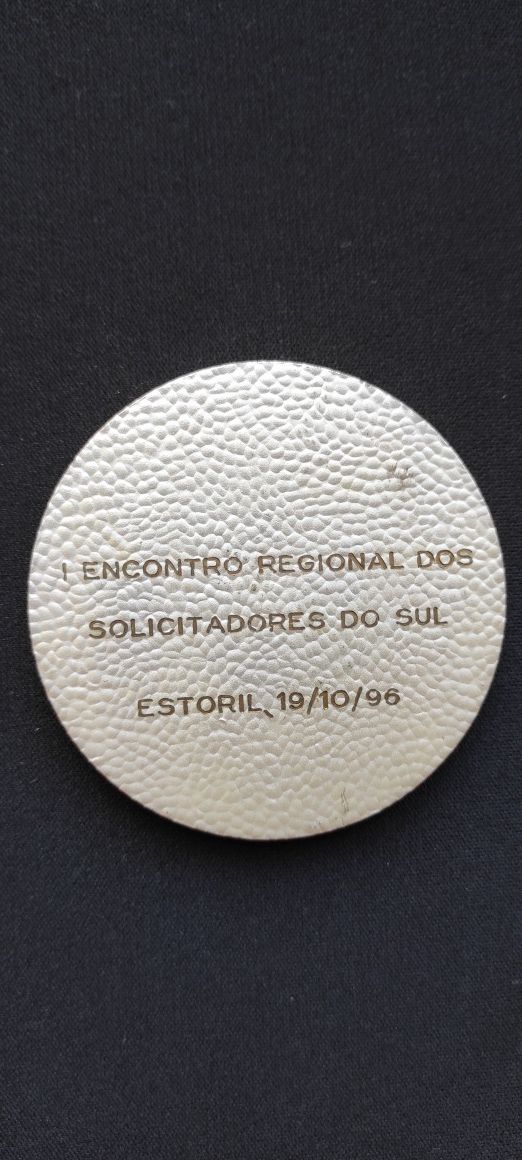 I ENCONTRO REGIONAL DOS
SOLICITADORES DO SUL
ESTORIL, 19/10/96